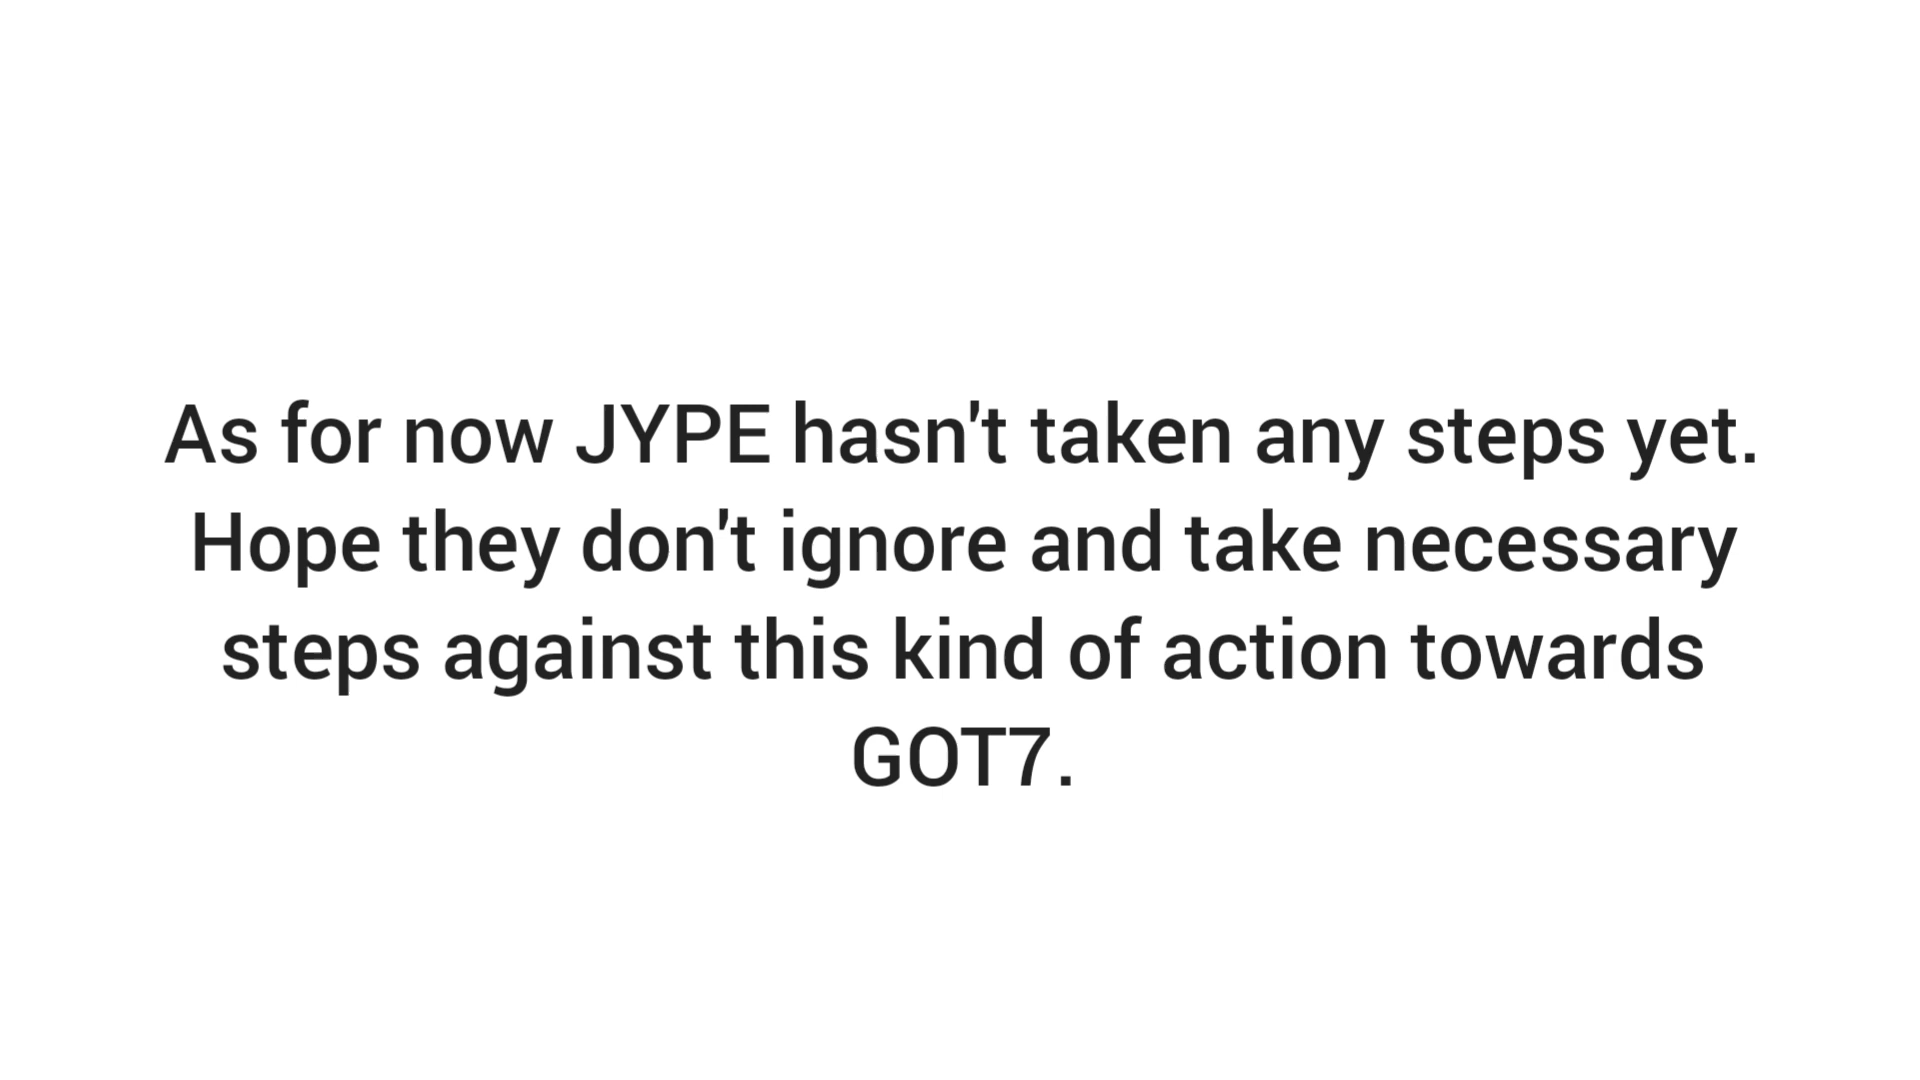 As for now JYPE hasn't taken any steps yet.
Hope they don't ignore and take necessary
steps against this kind of action towards
GOT7.